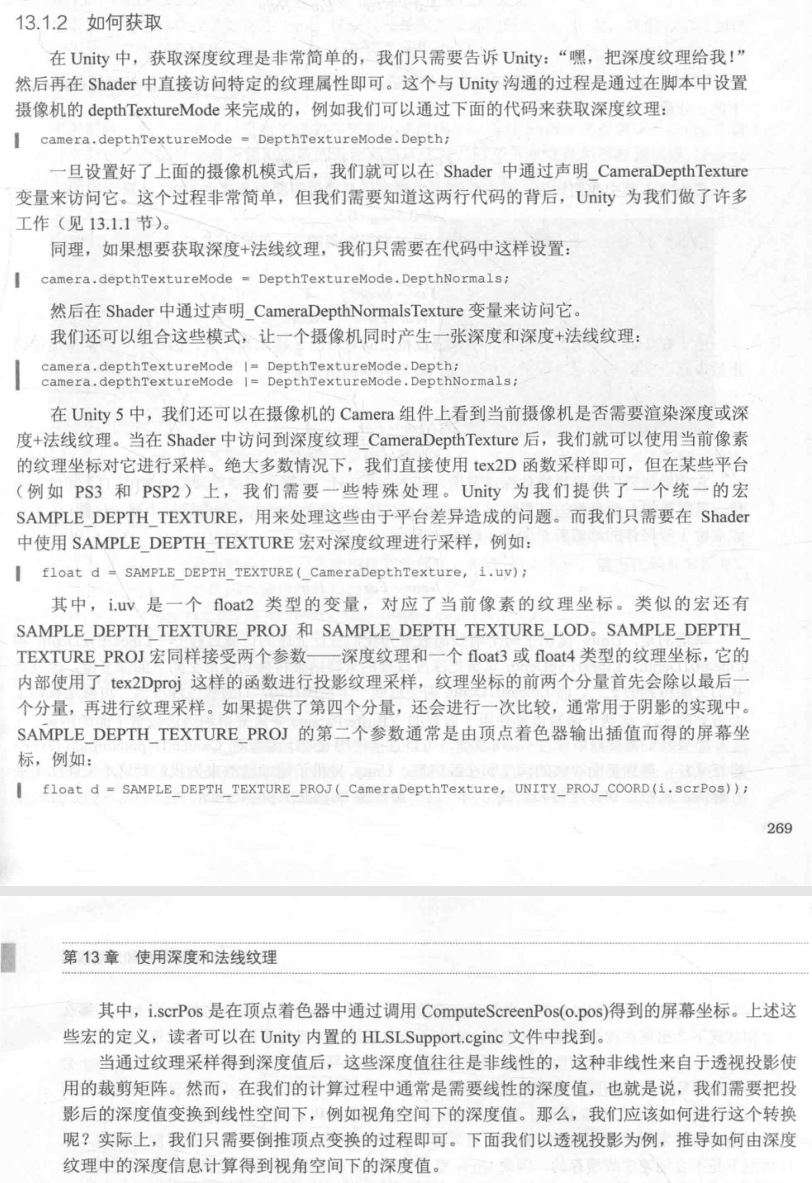 13.1.2 如何获取
在 Unity 中，获取深度纹理是非常简单的，我们只需要告诉 Unity：“嘿，把深度纹理给我！”
然后再在 Shader 中直接访问特定的纹理属性即可。这个与 Unity 沟通的过程是通过在脚本中设置
摄像机的 depthTextureMode 来完成的，例如我们可以通过下面的代码来获取深度纹理：
camera.depthTextureMode = DepthTextureMode.Depth;
一旦设置好了上面的摄像机模式后，我们就可以在 Shader 中通过声明_CameraDepthTexture
变量来访问它。这个过程非常简单，但我们需要知道这两行代码的背后，Unity 为我们做了许多
工作（见 13.1.1 节）。
同理，如果想要获取深度+法线纹理，我们只需要在代码中这样设置：
camera.depthTextureMode = DepthTextureMode.DepthNormals;
然后在 Shader 中通过声明_CameraDepthNormalsTexture 变量来访问它。
我们还可以组合这些模式，让一个摄像机同时产生一张深度和深度+法线纹理：
camera.depthTextureMode |= DepthTextureMode.Depth;
camera.depthTextureMode |= DepthTextureMode.DepthNormals;
在 Unity 5 中，我们还可以在摄像机的 Camera 组件上看到当前摄像机是否需要渲染深度或深
度+法线纹理。当在 Shader 中访问到深度纹理_CameraDepthTexture 后，我们就可以使用当前像素
的纹理坐标对它进行采样。绝大多数情况下，我们直接使用 tex2D 函数采样即可，但在某些平台
（例如 PS3 和 PSP2）上，我们需要一些特殊处理。Unity 为我们提供了一个统一的宏
SAMPLE_DEPTH_TEXTURE，用来处理这些由于平台差异造成的问题。而我们只需要在 Shader
中使用 SAMPLE_DEPTH_TEXTURE 宏对深度纹理进行采样，例如：
float d = SAMPLE_DEPTH_TEXTURE(_CameraDepthTexture, i.uv);
其中，i.uv 是一个 float2 类型的变量，对应了当前像素的纹理坐标。类似的宏还有
SAMPLE_DEPTH_TEXTURE_PROJ 和 SAMPLE_DEPTH_TEXTURE_LOD。SAMPLE_DEPTH_
TEXTURE_PROJ 宏同样接受两个参数——深度纹理和一个 float3 或 float4 类型的纹理坐标，它的
内部使用了 tex2Dproj 这样的函数进行投影纹理采样，纹理坐标的前两个分量首先会除以最后一
个分量，再进行纹理采样。如果提供了第四个分量，还会进行一次比较，通常用于阴影的实现中。
SAMPLE_DEPTH_TEXTURE_PROJ 的第二个参数通常是由顶点着色器输出插值而得的屏幕坐
标，例如：
float d = SAMPLE_DEPTH_TEXTURE_PROJ(_CameraDepthTexture, UNITY_PROJ_COORD(i.scrPos));
269
第 13 章 使用深度和法线纹理
其中，i.scrPos 是在顶点着色器中通过调用 ComputeScreenPos(o.pos)得到的屏幕坐标。上述这
些宏的定义，读者可以在 Unity 内置的 HLSLSupport.cginc 文件中找到。
当通过纹理采样得到深度值后，这些深度值往往是非线性的，这种非线性来自于透视投影使
用的裁剪矩阵。然而，在我们的计算过程中通常是需要线性的深度值，也就是说，我们需要把投
影后的深度值变换到线性空间下，例如视角空间下的深度值。那么，我们应该如何进行这个转换
呢？实际上，我们只需要倒推顶点变换的过程即可。下面我们以透视投影为例，推导如何由深度
纹理中的深度信息计算得到视角空间下的深度值。